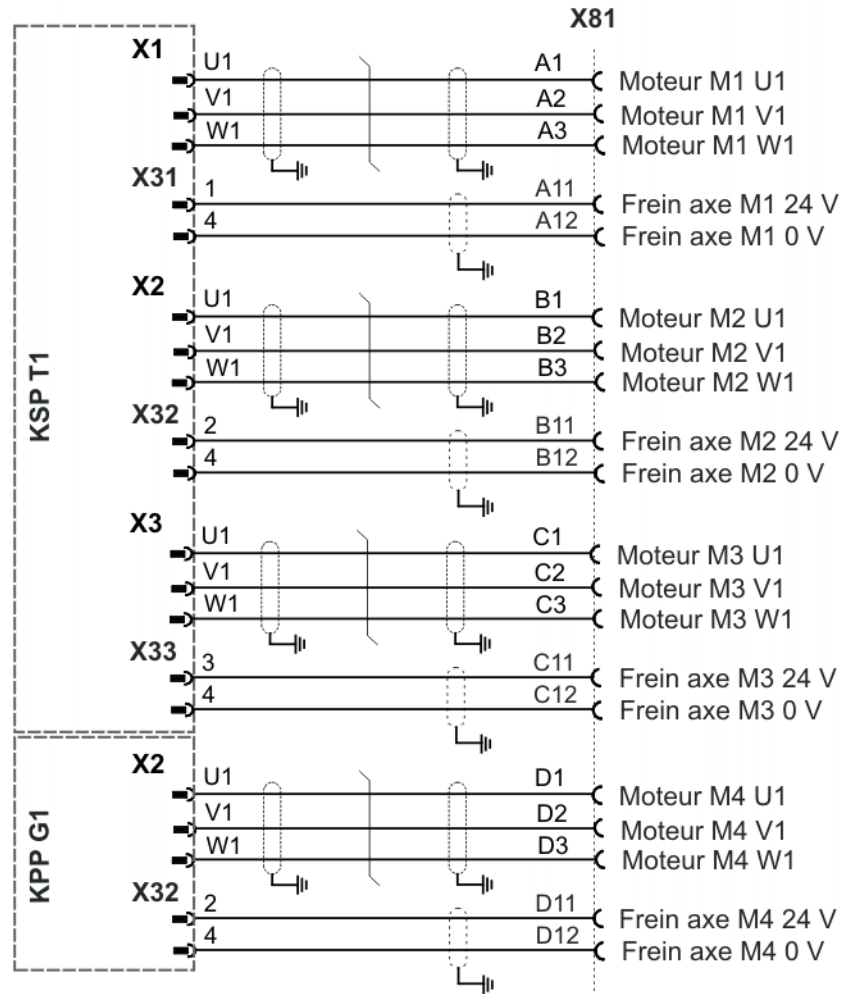 X81
KSP T1
X1
U1 A1 Moteur M1 U1
V1 A2 Moteur M1 V1
W1 A3 Moteur M1 W1
X31
1 A11 Frein axe M1 24 V
4 A12 Frein axe M1 0 V
X2
U1 B1 Moteur M2 U1
V1 B2 Moteur M2 V1
W1 B3 Moteur M2 W1
X32
2 B11 Frein axe M2 24 V
4 B12 Frein axe M2 0 V
X3
U1 C1 Moteur M3 U1
V1 C2 Moteur M3 V1
W1 C3 Moteur M3 W1
X33
3 C11 Frein axe M3 24 V
4 C12 Frein axe M3 0 V
KPP G1
X2
U1 D1 Moteur M4 U1
V1 D2 Moteur M4 V1
W1 D3 Moteur M4 W1
X32
2 D11 Frein axe M4 24 V
4 D12 Frein axe M4 0 V